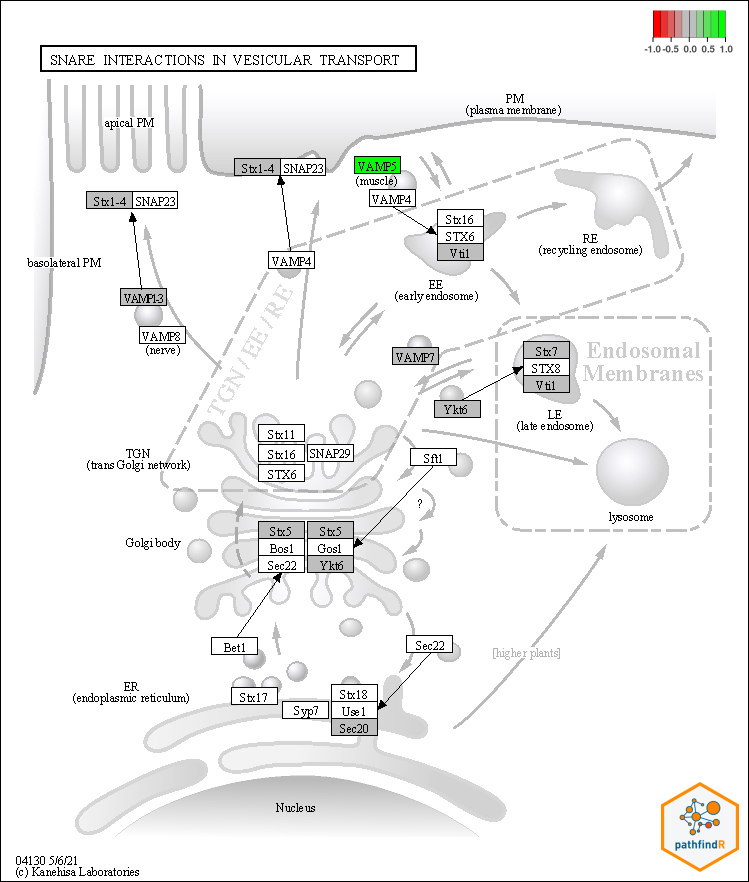 -1.0 -0.5 0.0 0.5 1.0
SNARE INTERACTIONS IN VESICULAR TRANSPORT
PM
(plasma membrane)
apical PM
Stx1-4 SNAP23
VAMP5
(muscle)
VAMP4
Stx1-4 SNAP23
Stx16
STX6
Vti1
RE
(recycling endosome)
basolateral PM
VAMP4
EE
(early endosome)
VAMP1-3
VAMP8
(nerve)
TGN / EE / RE
VAMP7
Stx7
STX8
Vti1
Endosomal
Membranes
Ykt6
LE
(late endosome)
Stx11
Stx16 SNAP29
STX6
TGN
(trans Golgi network)
Sft1
lysosome
?
Golgi body
Stx5 Stx5
Bos1 Gos1
Sec22 Ykt6
Bet1
Sec22
[higher plants]
ER
(endoplasmic reticulum)
Stx17
Syp7
Stx18
Use1
Sec20
Nucleus
pathfindR
04130 5/6/21
(c) Kanehisa Laboratories